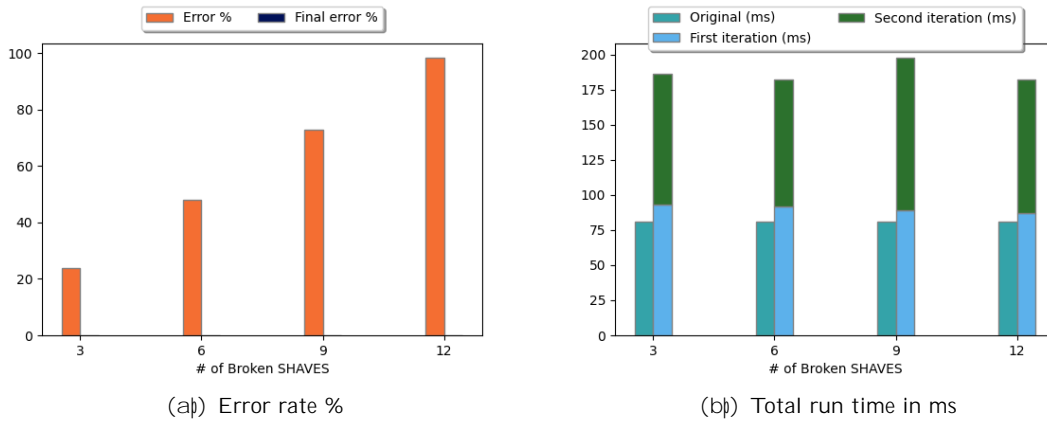 Error %
Final error %
100
80
60
40
20
0
3
6
9
12
# of Broken SHAVES
(a) Error rate %
Original (ms)
First iteration (ms)
Second iteration (ms)
200
175
150
125
100
75
50
25
0
3
6
9
12
# of Broken SHAVES
(b) Total run time in ms